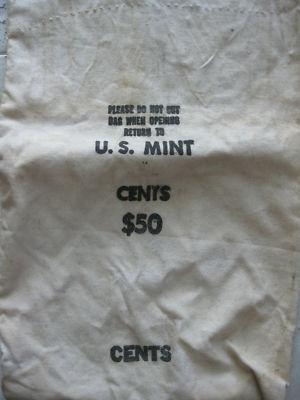 PLEASE DO NOT CUT
BAG WHEN OPENING
RETURN TO
U. S. MINT
CENTS
$50
CENTS